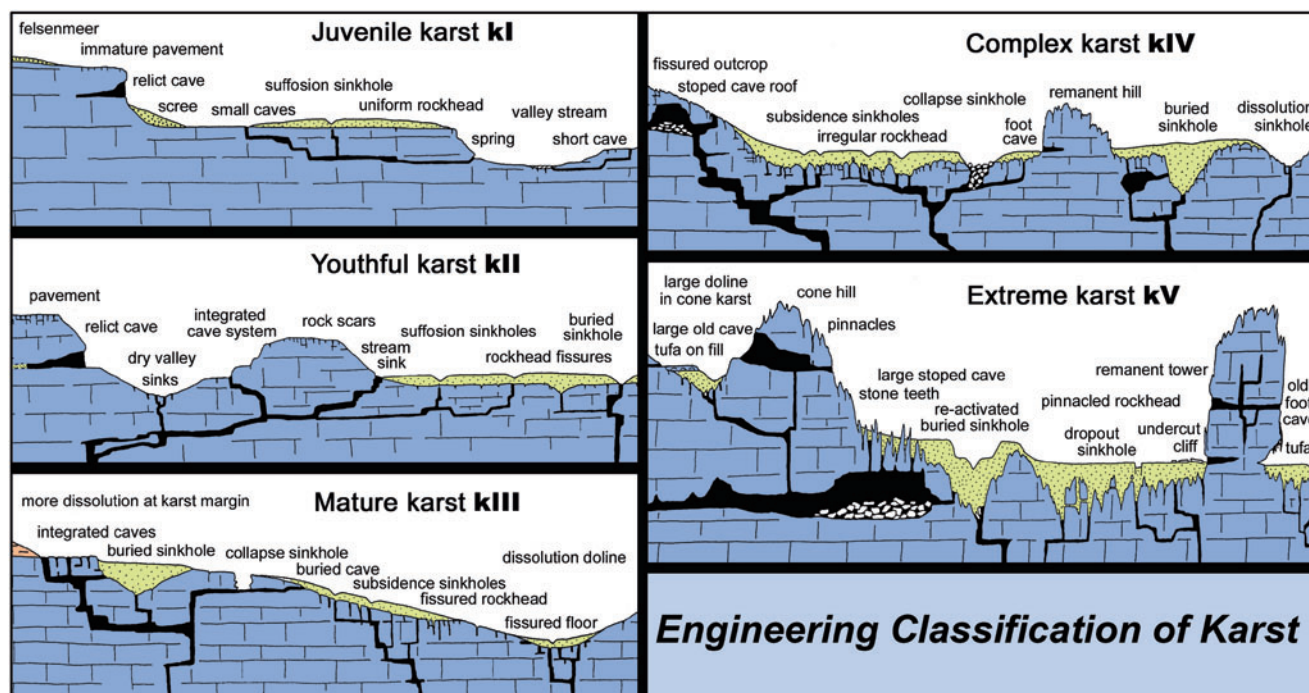 Juvenile karst kI
felsenmeer
immature pavement
relict cave
scree
small caves
suffosion sinkhole
uniform rockhead
spring
valley stream
short cave
Youthful karst kII
pavement
relict cave
dry valley
sinks
integrated
cave system
rock scars
stream
sink
suffosion sinkholes
rockhead fissures
buried
sinkhole
Mature karst kIII
more dissolution at karst margin
integrated caves
buried sinkhole
collapse sinkhole
buried cave
subsidence sinkholes
fissured rockhead
dissolution doline
fissured floor
Complex karst kIV
fissured outcrop
stoped cave roof
subsidence sinkholes
irregular rockhead
collapse sinkhole
foot
cave
remanent hill
buried
sinkhole
dissolution
sinkhole
Extreme karst kV
large doline
in cone karst
cone hill
pinnacles
large old cave
tufa on fill
large stoped cave
stone teeth
re-activated
buried sinkhole
remanent tower
pinnacled rockhead
dropout
sinkhole
undercut
cliff
old
foot
cave
tufa
Engineering Classification of Karst